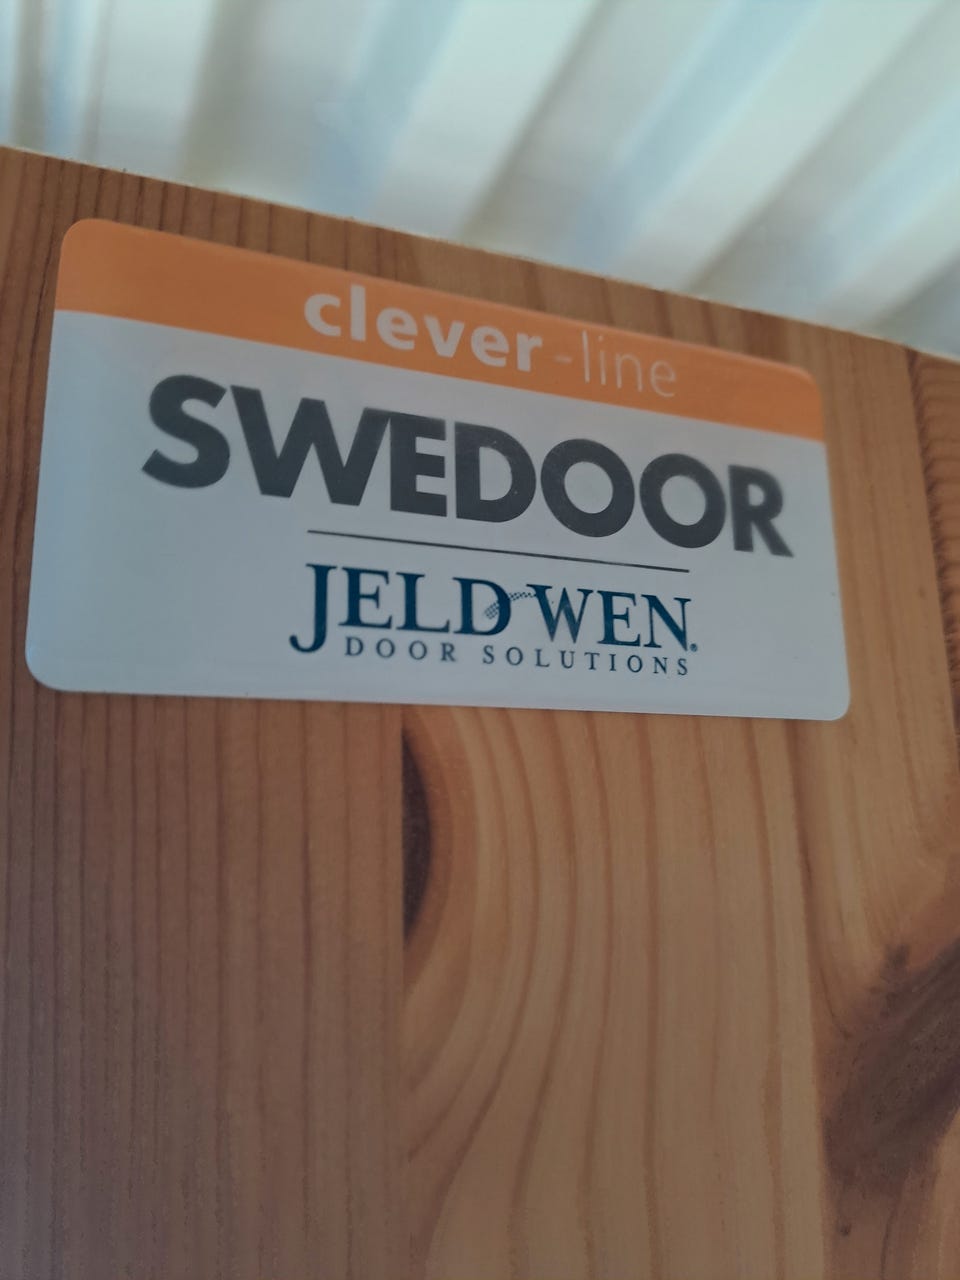 clever-line
SWEDOOR
JELD-WEN®
DOOR SOLUTIONS